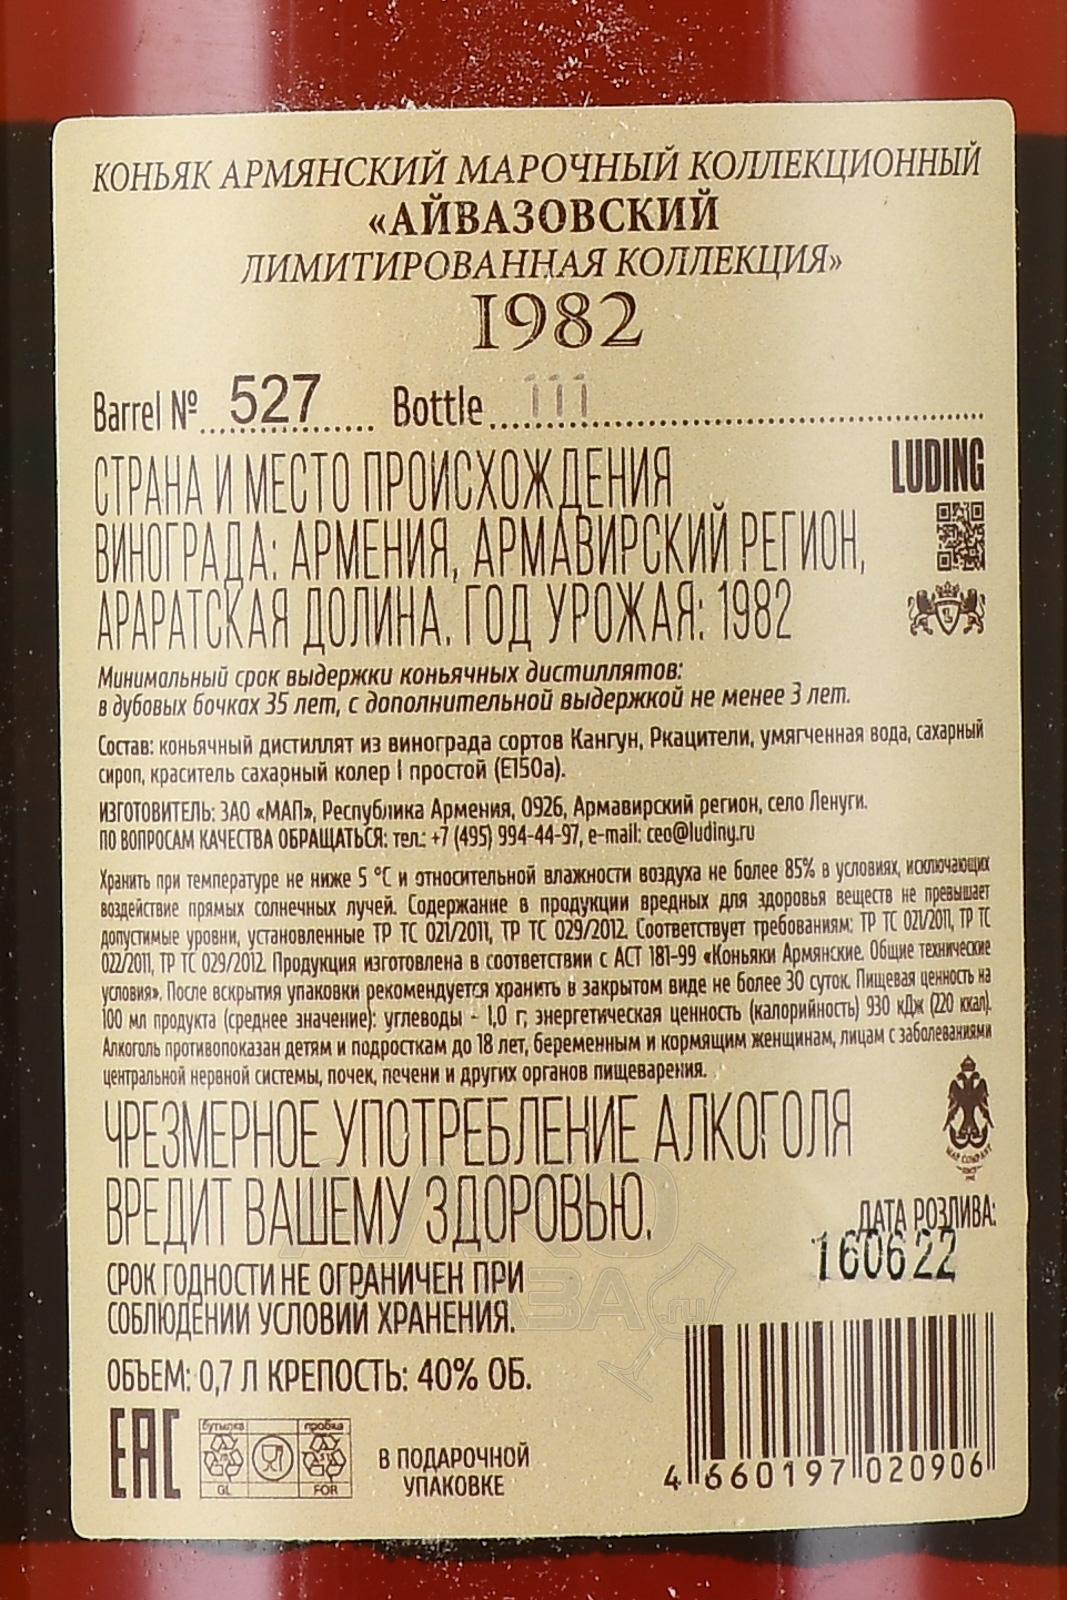 КОНЬЯК АРМЯНСКИЙ МАРОЧНЫЙ КОЛЛЕКЦИОННЫЙ
«АЙВАЗОВСКИЙ
ЛИМИТИРОВАННАЯ КОЛЛЕКЦИЯ»
1982
Barrel № 527 Bottle 111
LUDING
СТРАНА И МЕСТО ПРОИСХОЖДЕНИЯ
ВИНОГРАДА: АРМЕНИЯ, АРМАВИРСКИЙ РЕГИОН,
АРАРАТСКАЯ ДОЛИНА. ГОД УРОЖАЯ: 1982
Минимальный срок выдержки коньячных дистиллятов:
в дубовых бочках 35 лет, с дополнительной выдержкой не менее 3 лет.
Состав: коньячный дистиллят из винограда сортов Кангун, Ркацители, умягченная вода, сахарный
сироп, краситель сахарный колер I простой (Е150а).
ИЗГОТОВИТЕЛЬ: ЗАО «МАП», Республика Армения, 0926, Армавирский регион, село Ленуги.
ПО ВОПРОСАМ КАЧЕСТВА ОБРАЩАТЬСЯ: тел.: +7 (495) 994-44-97, e-mail: ceo@luding.ru
Хранить при температуре не ниже 5 °С и относительной влажности воздуха не более 85% в условиях, исключающих
воздействие прямых солнечных лучей. Содержание в продукции вредных для здоровья веществ не превышает
допустимые уровни, установленные ТР ТС 021/2011, ТР ТС 029/2012. Соответствует требованиям: ТР ТС 021/2011, ТР ТС
022/2011, ТР ТС 029/2012. Продукция изготовлена в соответствии с АСТ 181-99 «Коньяки Армянские. Общие технические
условия». После вскрытия упаковки рекомендуется хранить в закрытом виде не более 30 суток. Пищевая ценность на
100 мл продукта (среднее значение): углеводы - 1,0 г; энергетическая ценность (калорийность) 930 кДж (220 ккал).
Алкоголь противопоказан детям и подросткам до 18 лет, беременным и кормящим женщинам, лицам с заболеваниями
центральной нервной системы, почек, печени и других органов пищеварения.
ЧРЕЗМЕРНОЕ УПОТРЕБЛЕНИЕ АЛКОГОЛЯ
ВРЕДИТ ВАШЕМУ ЗДОРОВЬЮ.
MAP COMPANY
ДАТА РОЗЛИВА:
160622
СРОК ГОДНОСТИ НЕ ОГРАНИЧЕН ПРИ
СОБЛЮДЕНИИ УСЛОВИЙ ХРАНЕНИЯ.
ОБЪЕМ: 0,7 Л КРЕПОСТЬ: 40% ОБ.
EAC
бутылка пробка
GL FOR
В ПОДАРОЧНОЙ
УПАКОВКЕ
4 660197 020906